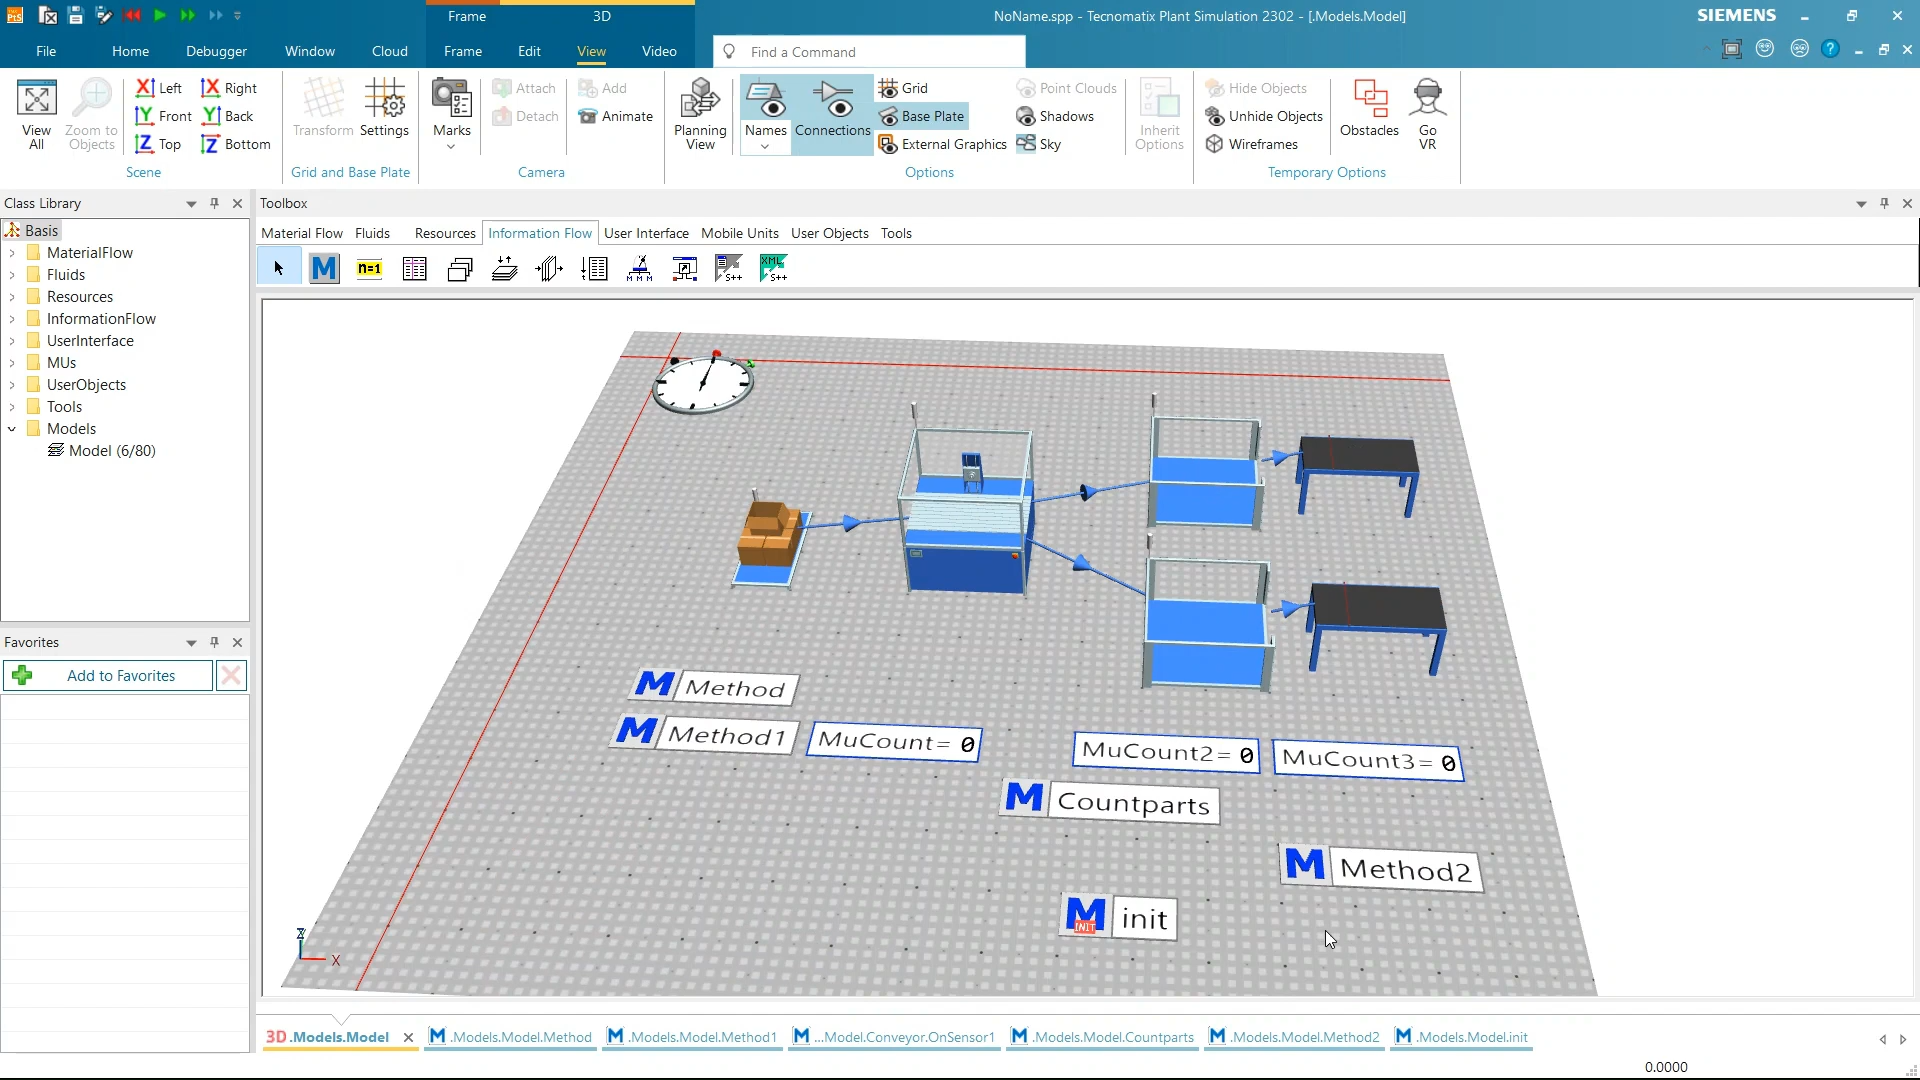 Frame
3D
NoName.spp - Tecnomatix Plant Simulation 2302 - [.Models.Model]
SIEMENS
File
Home
Debugger
Window
Cloud
Frame
Edit
View
Video
Find a Command
View All
Zoom to Objects
Left
Right
Front
Back
Top
Bottom
Scene
Transform
Settings
Grid and Base Plate
Marks
Attach
Detach
Add
Animate
Camera
Planning View
Names
Connections
Grid
Base Plate
External Graphics
Point Clouds
Shadows
Sky
Inherit Options
Options
Hide Objects
Unhide Objects
Wireframes
Obstacles
Go VR
Temporary Options
Class Library
Basis
MaterialFlow
Fluids
Resources
InformationFlow
UserInterface
MUs
UserObjects
Tools
Models
Model (6/80)
Favorites
Add to Favorites
Toolbox
Material Flow
Fluids
Resources
Information Flow
User Interface
Mobile Units
User Objects
Tools
M
n=1
M M M
S++
XML
S++
M Method
M Method1
MuCount= 0
MuCount2= 0
MuCount3= 0
M Countparts
M Method2
M INIT init
Z
X
3D .Models.Model
M .Models.Model.Method
M .Models.Model.Method1
M ...Model.Conveyor.OnSensor1
M .Models.Model.Countparts
M .Models.Model.Method2
M .Models.Model.init
0.0000